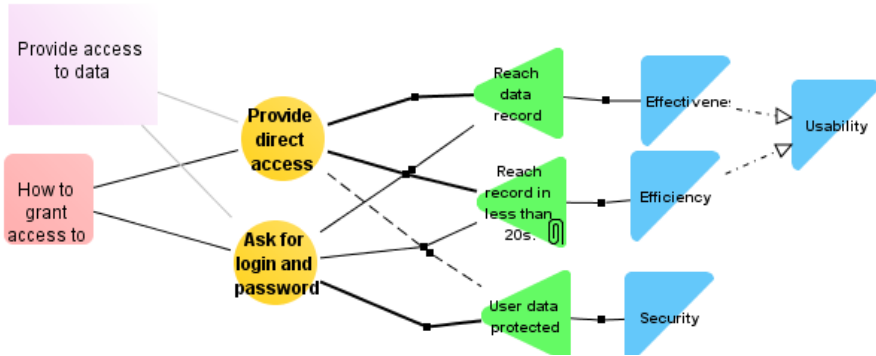 Provide access
to data
How to
grant
access to
Provide
direct
access
Ask for
login and
password
Reach
data
record
Reach
record in
less than
20s.
User data
protected
Effectivenes
Efficiency
Security
Usability